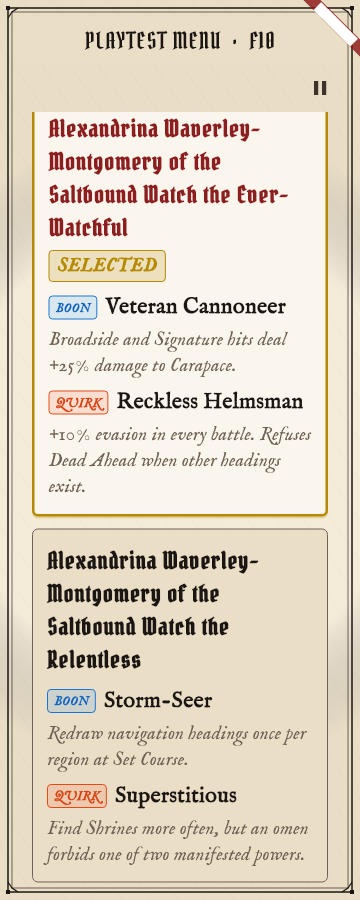 PLAYTEST MENU · F10
Alexandrina Waverley-
Montgomery of the
Saltbound Watch the Ever-
Watchful
SELECTED
BOON Veteran Cannoneer
Broadside and Signature hits deal
+25% damage to Carapace.
QUIRK Reckless Helmsman
+10% evasion in every battle. Refuses
Dead Ahead when other headings
exist.
Alexandrina Waverley-
Montgomery of the
Saltbound Watch the
Relentless
BOON Storm-Seer
Redraw navigation headings once per
region at Set Course.
QUIRK Superstitious
Find Shrines more often, but an omen
forbids one of two manifested powers.